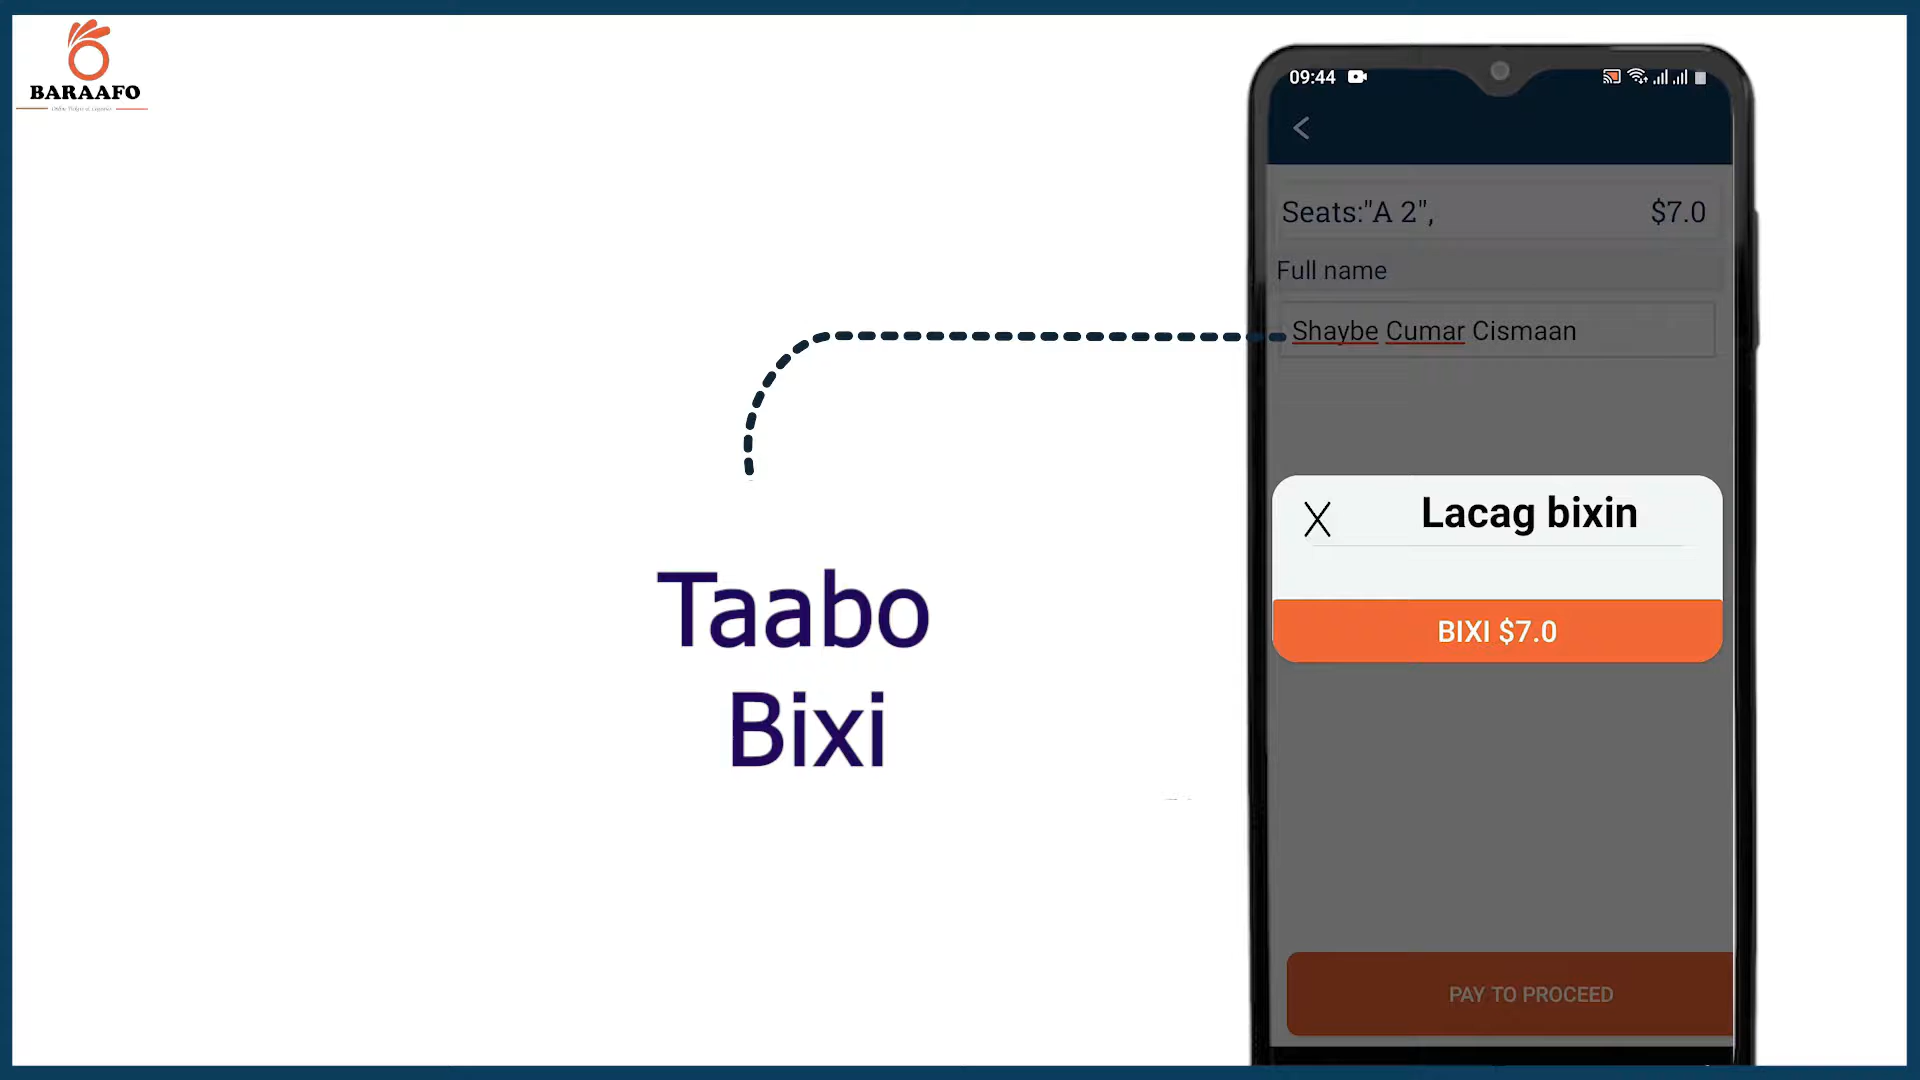 BARAAFO
09:44
Seats:"A 2", $7.0
Full name
Shaybe Cumar Cismaan
Lacag bixin
BIXI $7.0
PAY TO PROCEED
Taabo
Bixi